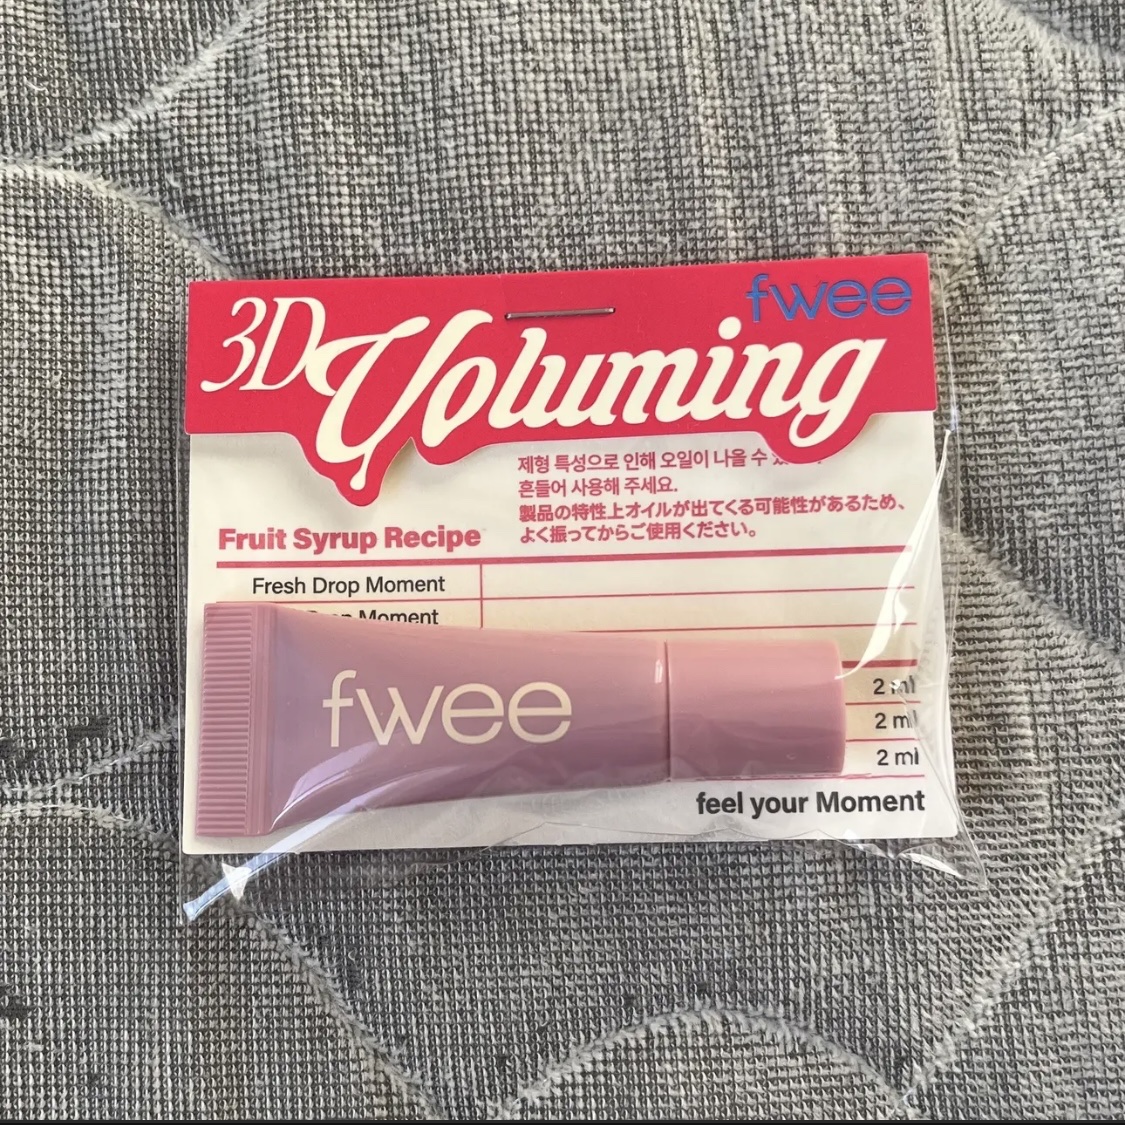 fwee
3D Voluming
제형 특성으로 인해 오일이 나올 수
흔들어 사용해 주세요.
製品の特性上オイルが出てくる可能性があるため、
よく振ってからご使用ください。
Fruit Syrup Recipe
Fresh Drop Moment
Moment
fwee
2 ml
2 ml
2 ml
feel your Moment